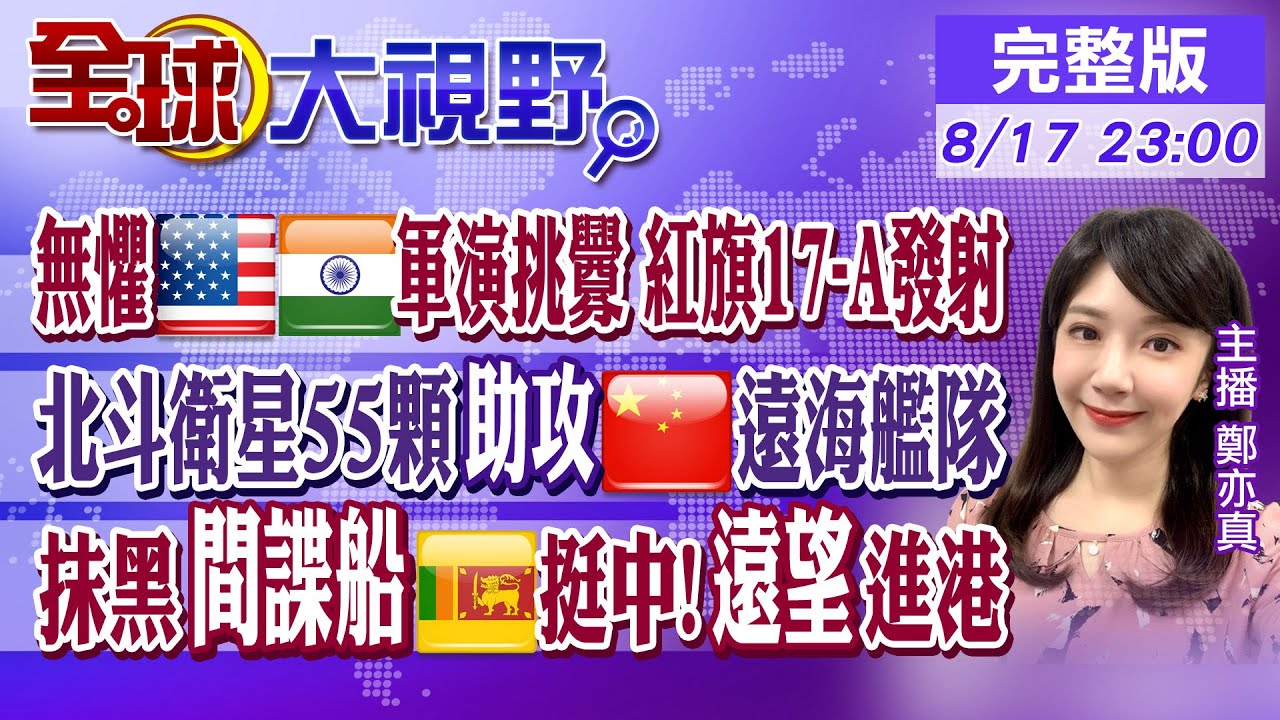 全球大視野
完整版
8/17 23:00
無懼軍演挑釁 紅旗17-A發射
北斗衛星55顆助攻遠海艦隊
抹黑間諜船挺中!遠望進港
主播 鄭亦真